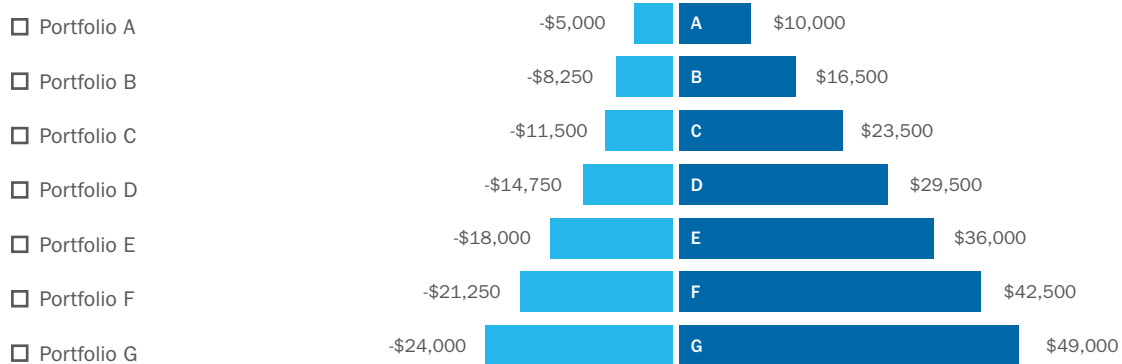 Portfolio A -$5,000 A $10,000
Portfolio B -$8,250 B $16,500
Portfolio C -$11,500 C $23,500
Portfolio D -$14,750 D $29,500
Portfolio E -$18,000 E $36,000
Portfolio F -$21,250 F $42,500
Portfolio G -$24,000 G $49,000